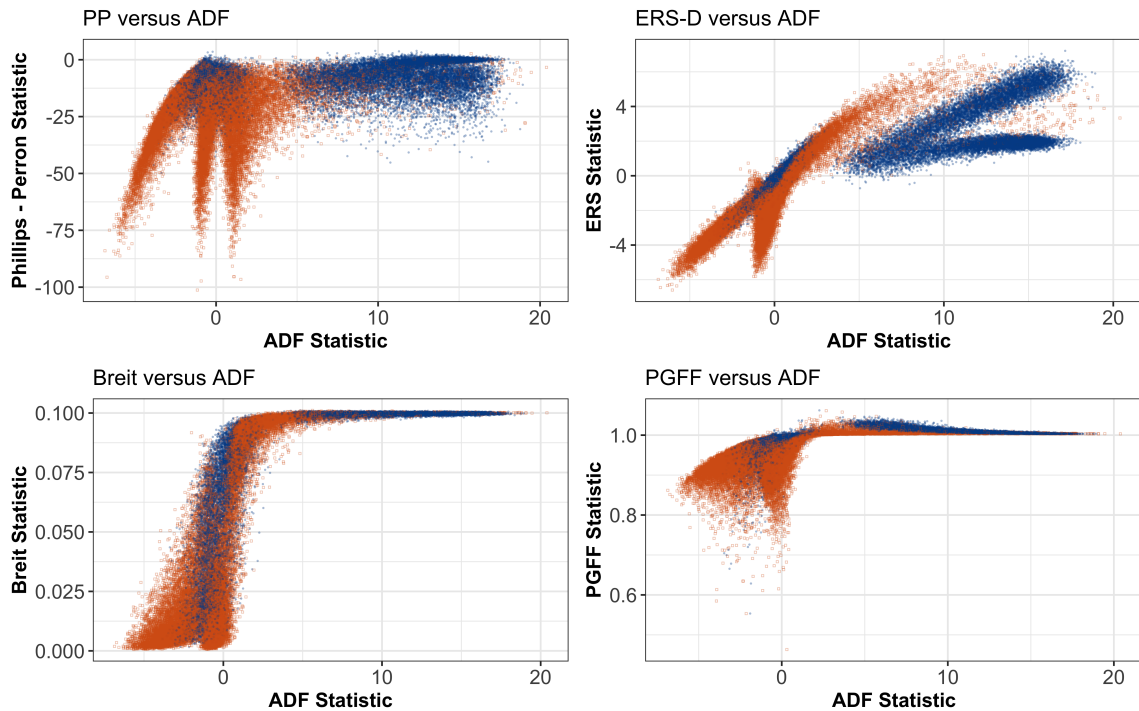 PP versus ADF
Phillips - Perron Statistic
0
-25
-50
-75
-100
0
10
20
ADF Statistic
ERS-D versus ADF
ERS Statistic
4
0
-4
0
10
20
ADF Statistic
Breit versus ADF
Breit Statistic
0.100
0.075
0.050
0.025
0.000
0
10
20
ADF Statistic
PGFF versus ADF
PGFF Statistic
1.0
0.8
0.6
0
10
20
ADF Statistic